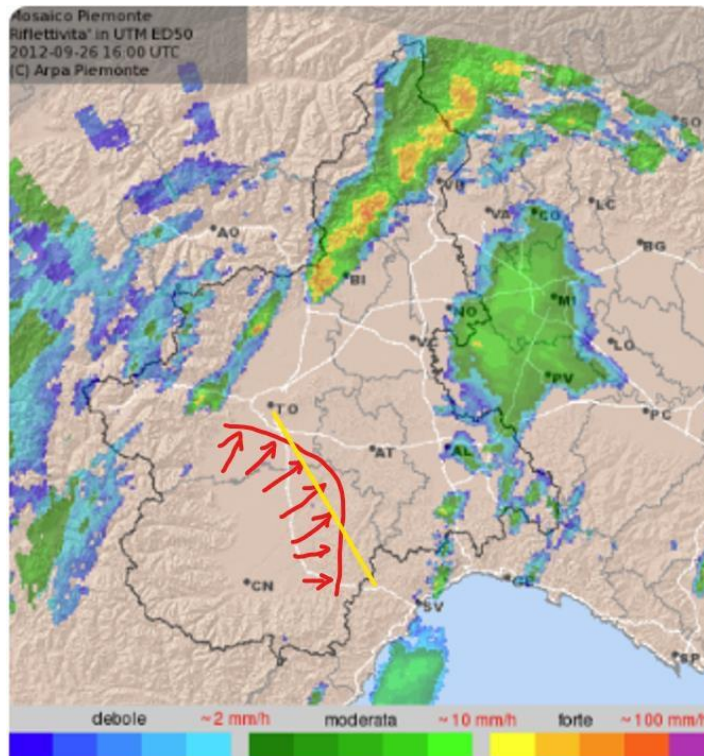 Mosaico Piemonte
Riflettivita' in UTM ED50
2012-09-26 16:00 UTC
(C) Arpa Piemonte
SO
VB
VA
CO
LC
AO
BG
BI
NO
MI
VC
LO
PV
TO
PC
AT
AL
CN
GE
SV
SP
debole ~2 mm/h moderata ~10 mm/h forte ~100 mm/h